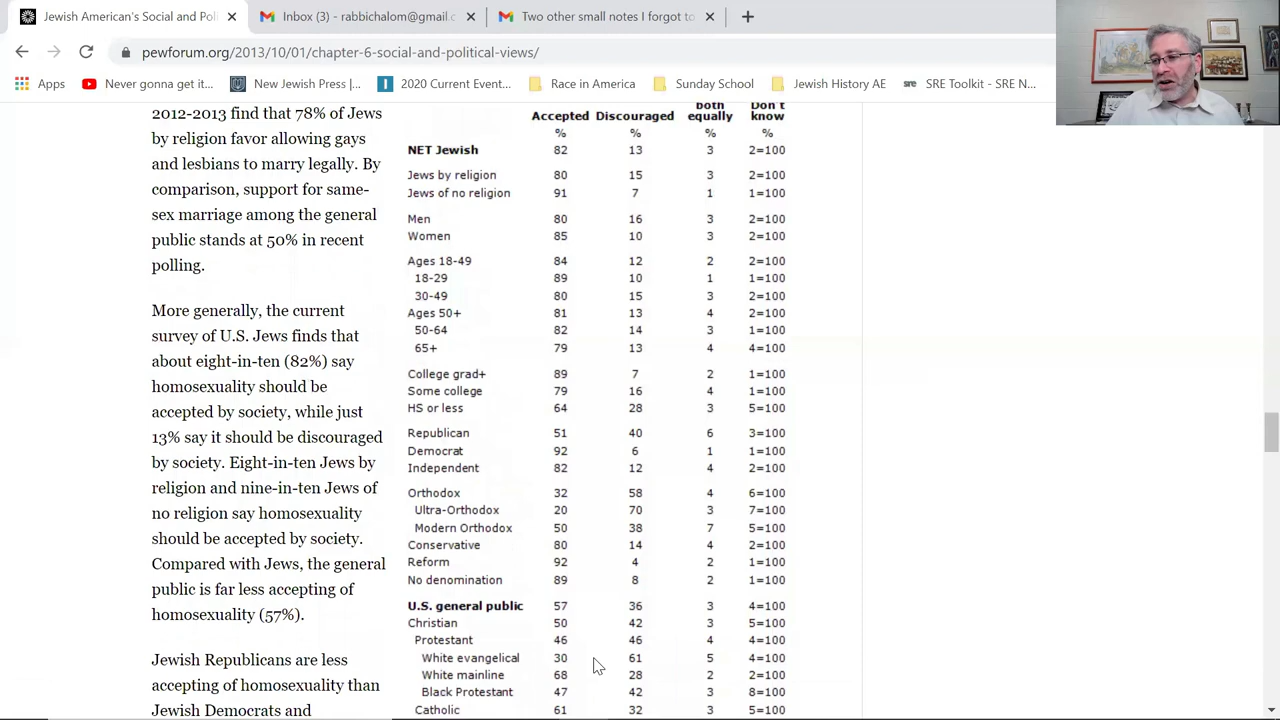 Jewish American's Social and Poli
Inbox (3) - rabbichalom@gmail
Two other small notes I forgot to
pewforum.org/2013/10/01/chapter-6-social-and-political-views/
Apps
Never gonna get it...
New Jewish Press |...
Current Event...
Race in America
Sunday School
Jewish History AE
sre
SRE Toolkit - SRE N...
2012-2013 find that 78% of Jews
by religion favor allowing gays
and lesbians to marry legally. By
comparison, support for same-
sex marriage among the general
public stands at 50% in recent
polling.
More generally, the current
survey of U.S. Jews finds that
about eight-in-ten (82%) say
homosexuality should be
accepted by society, while just
13% say it should be discouraged
by society. Eight-in-ten Jews by
religion and nine-in-ten Jews of
no religion say homosexuality
should be accepted by society.
Compared with Jews, the general
public is far less accepting of
homosexuality (57%).
Jewish Republicans are less
accepting of homosexuality than
Jewish Democrats and
both Don't
Accepted Discouraged equally know
% % % %
NET Jewish 82 13 3 2=100
Jews by religion 80 15 3 2=100
Jews of no religion 91 7 1 1=100
Men 80 16 3 2=100
Women 85 10 3 2=100
Ages 18-49 84 12 2 2=100
18-29 89 10 1 1=100
30-49 80 15 3 2=100
Ages 50+ 81 13 4 2=100
50-64 82 14 3 1=100
65+ 79 13 4 4=100
College grad+ 89 7 2 1=100
Some college 79 16 4 1=100
HS or less 64 28 3 5=100
Republican 51 40 6 3=100
Democrat 92 6 1 1=100
Independent 82 12 4 2=100
Orthodox 32 58 4 6=100
Ultra-Orthodox 20 70 3 7=100
Modern Orthodox 50 38 7 5=100
Conservative 80 14 4 2=100
Reform 92 4 2 1=100
No denomination 89 8 2 1=100
U.S. general public 57 36 3 4=100
Christian 50 42 3 5=100
Protestant 46 46 4 4=100
White evangelical 30 61 5 4=100
White mainline 68 28 2 2=100
Black Protestant 47 42 3 8=100
Catholic 61 32 3 5=100